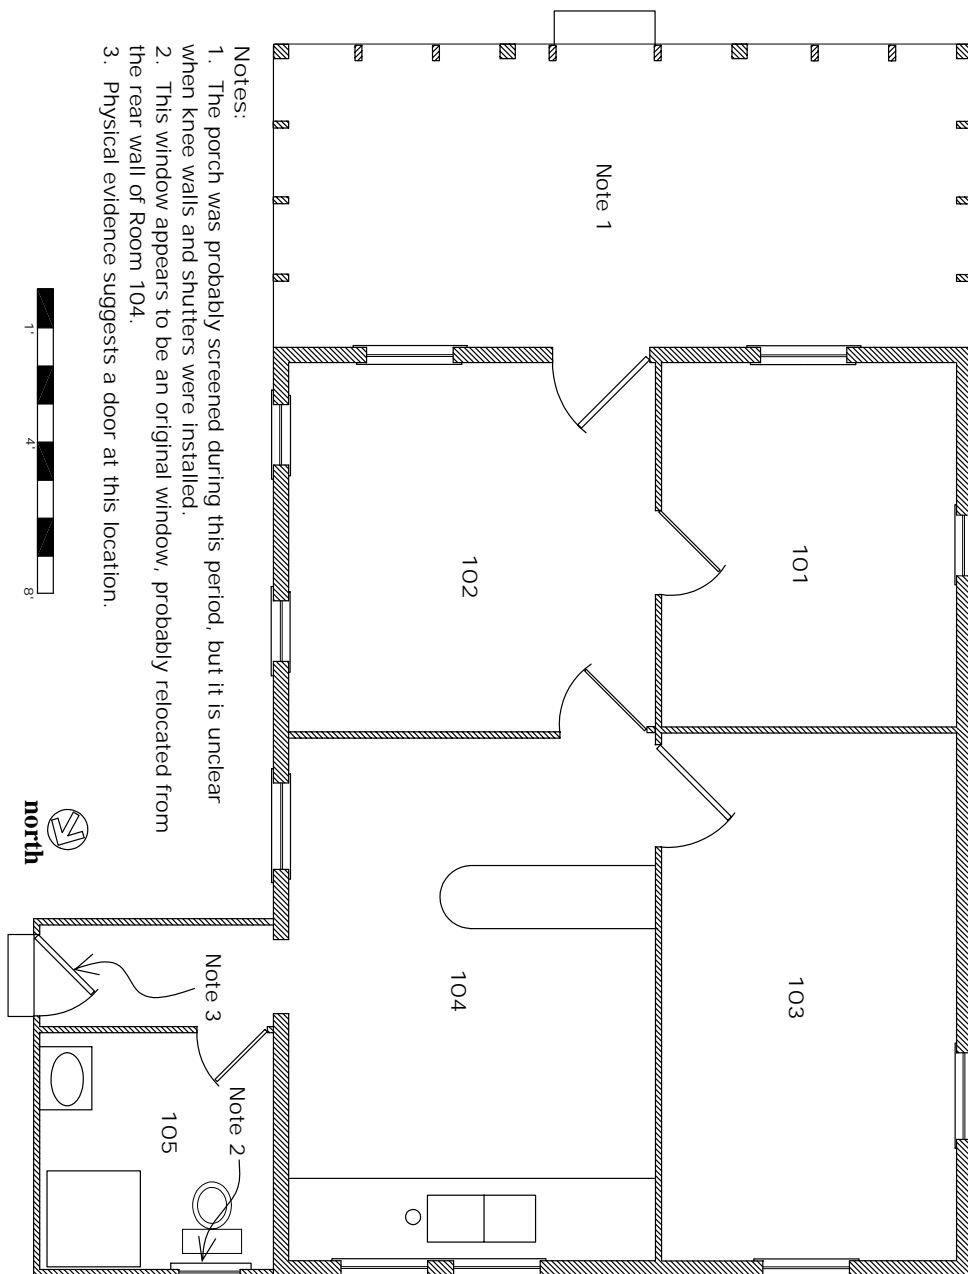 Note 1
101
102
103
104
105
Note 3
Note 2
Notes:
1. The porch was probably screened during this period, but it is unclear
when knee walls and shutters were installed.
2. This window appears to be an original window, probably relocated from
the rear wall of Room 104.
3. Physical evidence suggests a door at this location.
1'
4'
8'
north